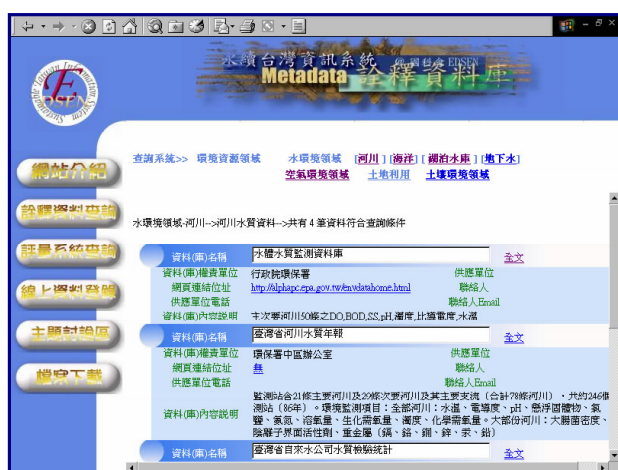 永續台灣資訊系統
Metadata 詮釋資料庫
查詢系統>> 環境資源領域 水環境領域 [河川] [海洋] [湖泊水庫] [地下水]
空氣環境領域 土地利用 土壤環境領域
網站介紹
詮釋資料查詢
評量系統查詢
線上資料登錄
主題討論區
檔案下載
水環境領域-河川-->河川水質資料-->共有 4 筆資料符合查詢條件
資料(庫)名稱 水體水質監測資料庫 全文
資料(庫)權責單位 行政院環保署 供應單位
網頁連結位址 http://alphapc.epa.gov.tw/envdatahome.html 聯絡人
供應單位電話 聯絡人Email
資料(庫)內容說明 主次要河川50條之DO,BOD,SS,pH,濁度,比導電度,水溫
資料(庫)名稱 臺灣省河川水質年報 全文
資料(庫)權責單位 環保署中區辦公室 供應單位
網頁連結位址 無 聯絡人
供應單位電話 聯絡人Email
資料(庫)內容說明 監測站含21條主要河川及29條次要河川及其主要支流（合計78條河川），共約246個
測站（86年）。環境監測項目：全部河川：水溫、電導度、pH、懸浮固體物、氯
鹽、氨氮、溶氧量、生化需氧量、濁度、化學需氧量。大部份河川：大腸菌密度、
陰離子界面活性劑、重金屬（鎘、鉻、銅、鋅、汞、鉛）
資料(庫)名稱 臺灣省自來水公司水質檢驗統計 全文